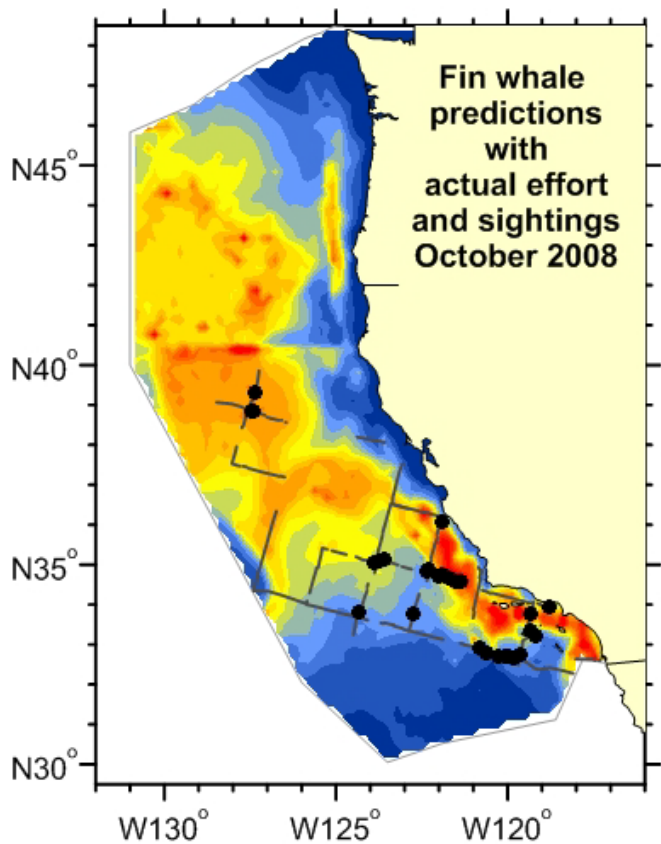 Fin whale
predictions
with
actual effort
and sightings
October 2008
N45°
N40°
N35°
N30°
W130° W125° W120°